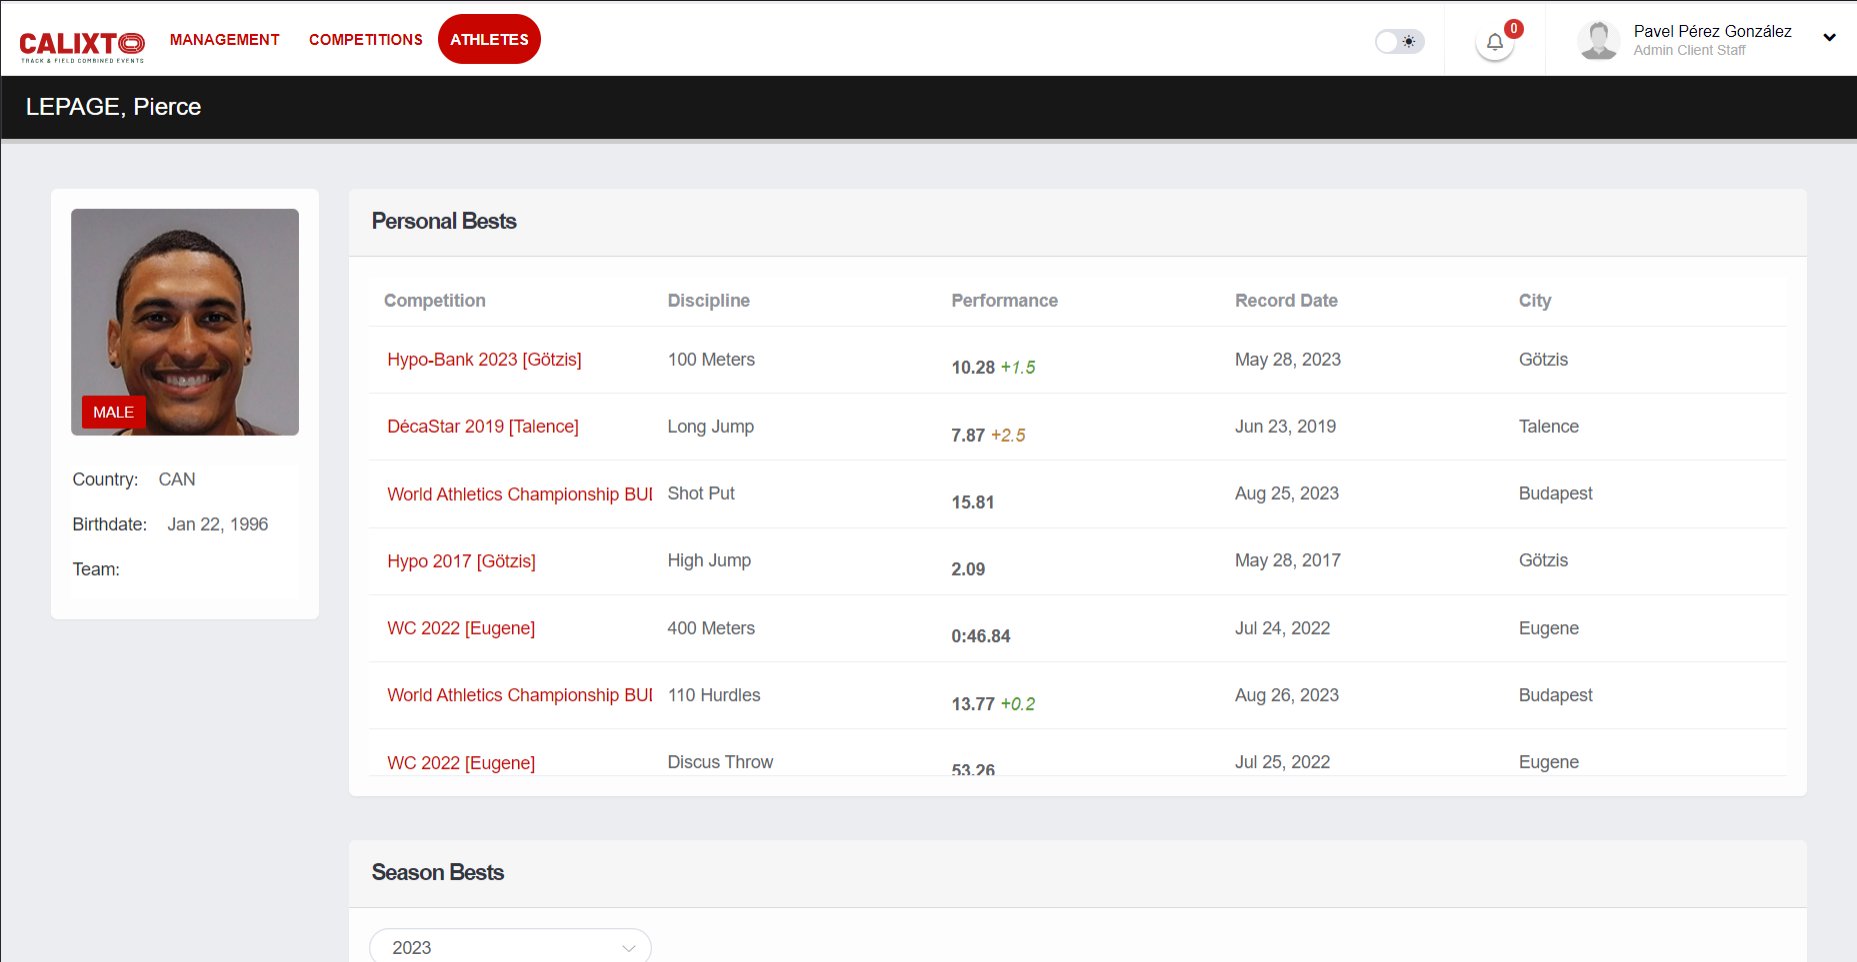 CALIXTO
TRACK & FIELD COMBINED EVENTS
MANAGEMENT
COMPETITIONS
ATHLETES
0
Pavel Pérez González
Admin Client Staff
LEPAGE, Pierce
MALE
Country: CAN
Birthdate: Jan 22, 1996
Team:
Personal Bests
Competition Discipline Performance Record Date City
Hypo-Bank 2023 [Götzis] 100 Meters 10.28 +1.5 May 28, 2023 Götzis
DécaStar 2019 [Talence] Long Jump 7.87 +2.5 Jun 23, 2019 Talence
World Athletics Championship BUI Shot Put 15.81 Aug 25, 2023 Budapest
Hypo 2017 [Götzis] High Jump 2.09 May 28, 2017 Götzis
WC 2022 [Eugene] 400 Meters 0:46.84 Jul 24, 2022 Eugene
World Athletics Championship BUI 110 Hurdles 13.77 +0.2 Aug 26, 2023 Budapest
WC 2022 [Eugene] Discus Throw 53.26 Jul 25, 2022 Eugene
Season Bests
2023